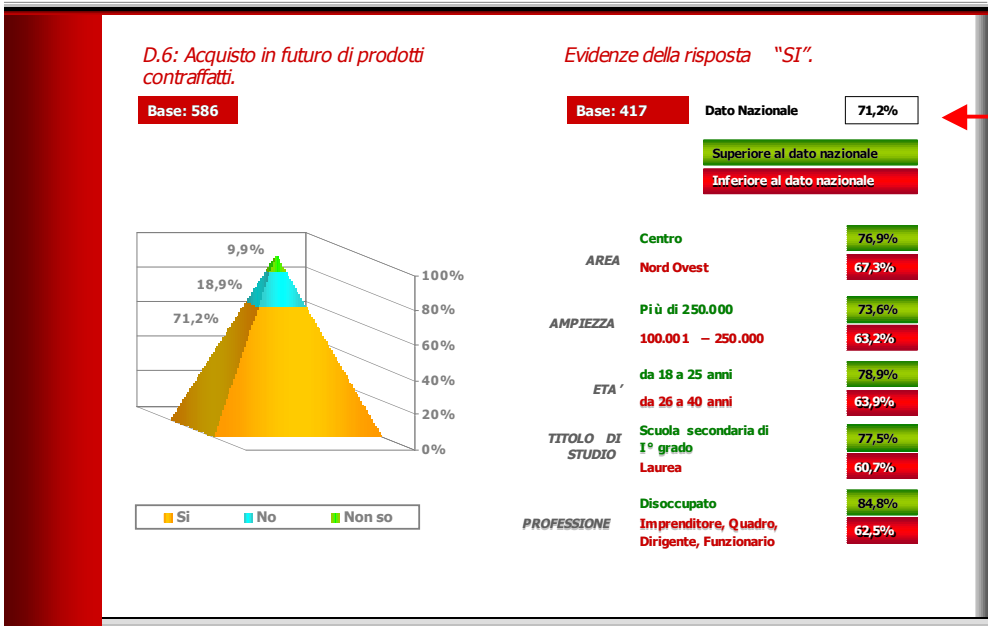 D.6: Acquisto in futuro di prodotti
contraffatti.
Base: 586
9,9%
18,9%
71,2%
100%
80%
60%
40%
20%
0%
Si No Non so
Evidenze della risposta “SI”.
Base: 417 Dato Nazionale 71,2%
Superiore al dato nazionale
Inferiore al dato nazionale
AREA
Centro 76,9%
Nord Ovest 67,3%
AMPIEZZA
Più di 250.000 73,6%
100.001 – 250.000 63,2%
ETA’
da 18 a 25 anni 78,9%
da 26 a 40 anni 63,9%
TITOLO DI
STUDIO
Scuola secondaria di
I° grado 77,5%
Laurea 60,7%
PROFESSIONE
Disoccupato 84,8%
Imprenditore, Quadro,
Dirigente, Funzionario 62,5%